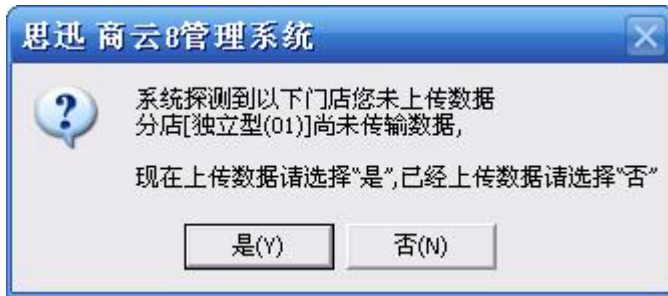 思迅 商云8管理系统
系统探测到以下门店您未上传数据
分店[独立型(01)]尚未传输数据,
现在上传数据请选择“是”,已经上传数据请选择“否”
是(Y)
否(N)